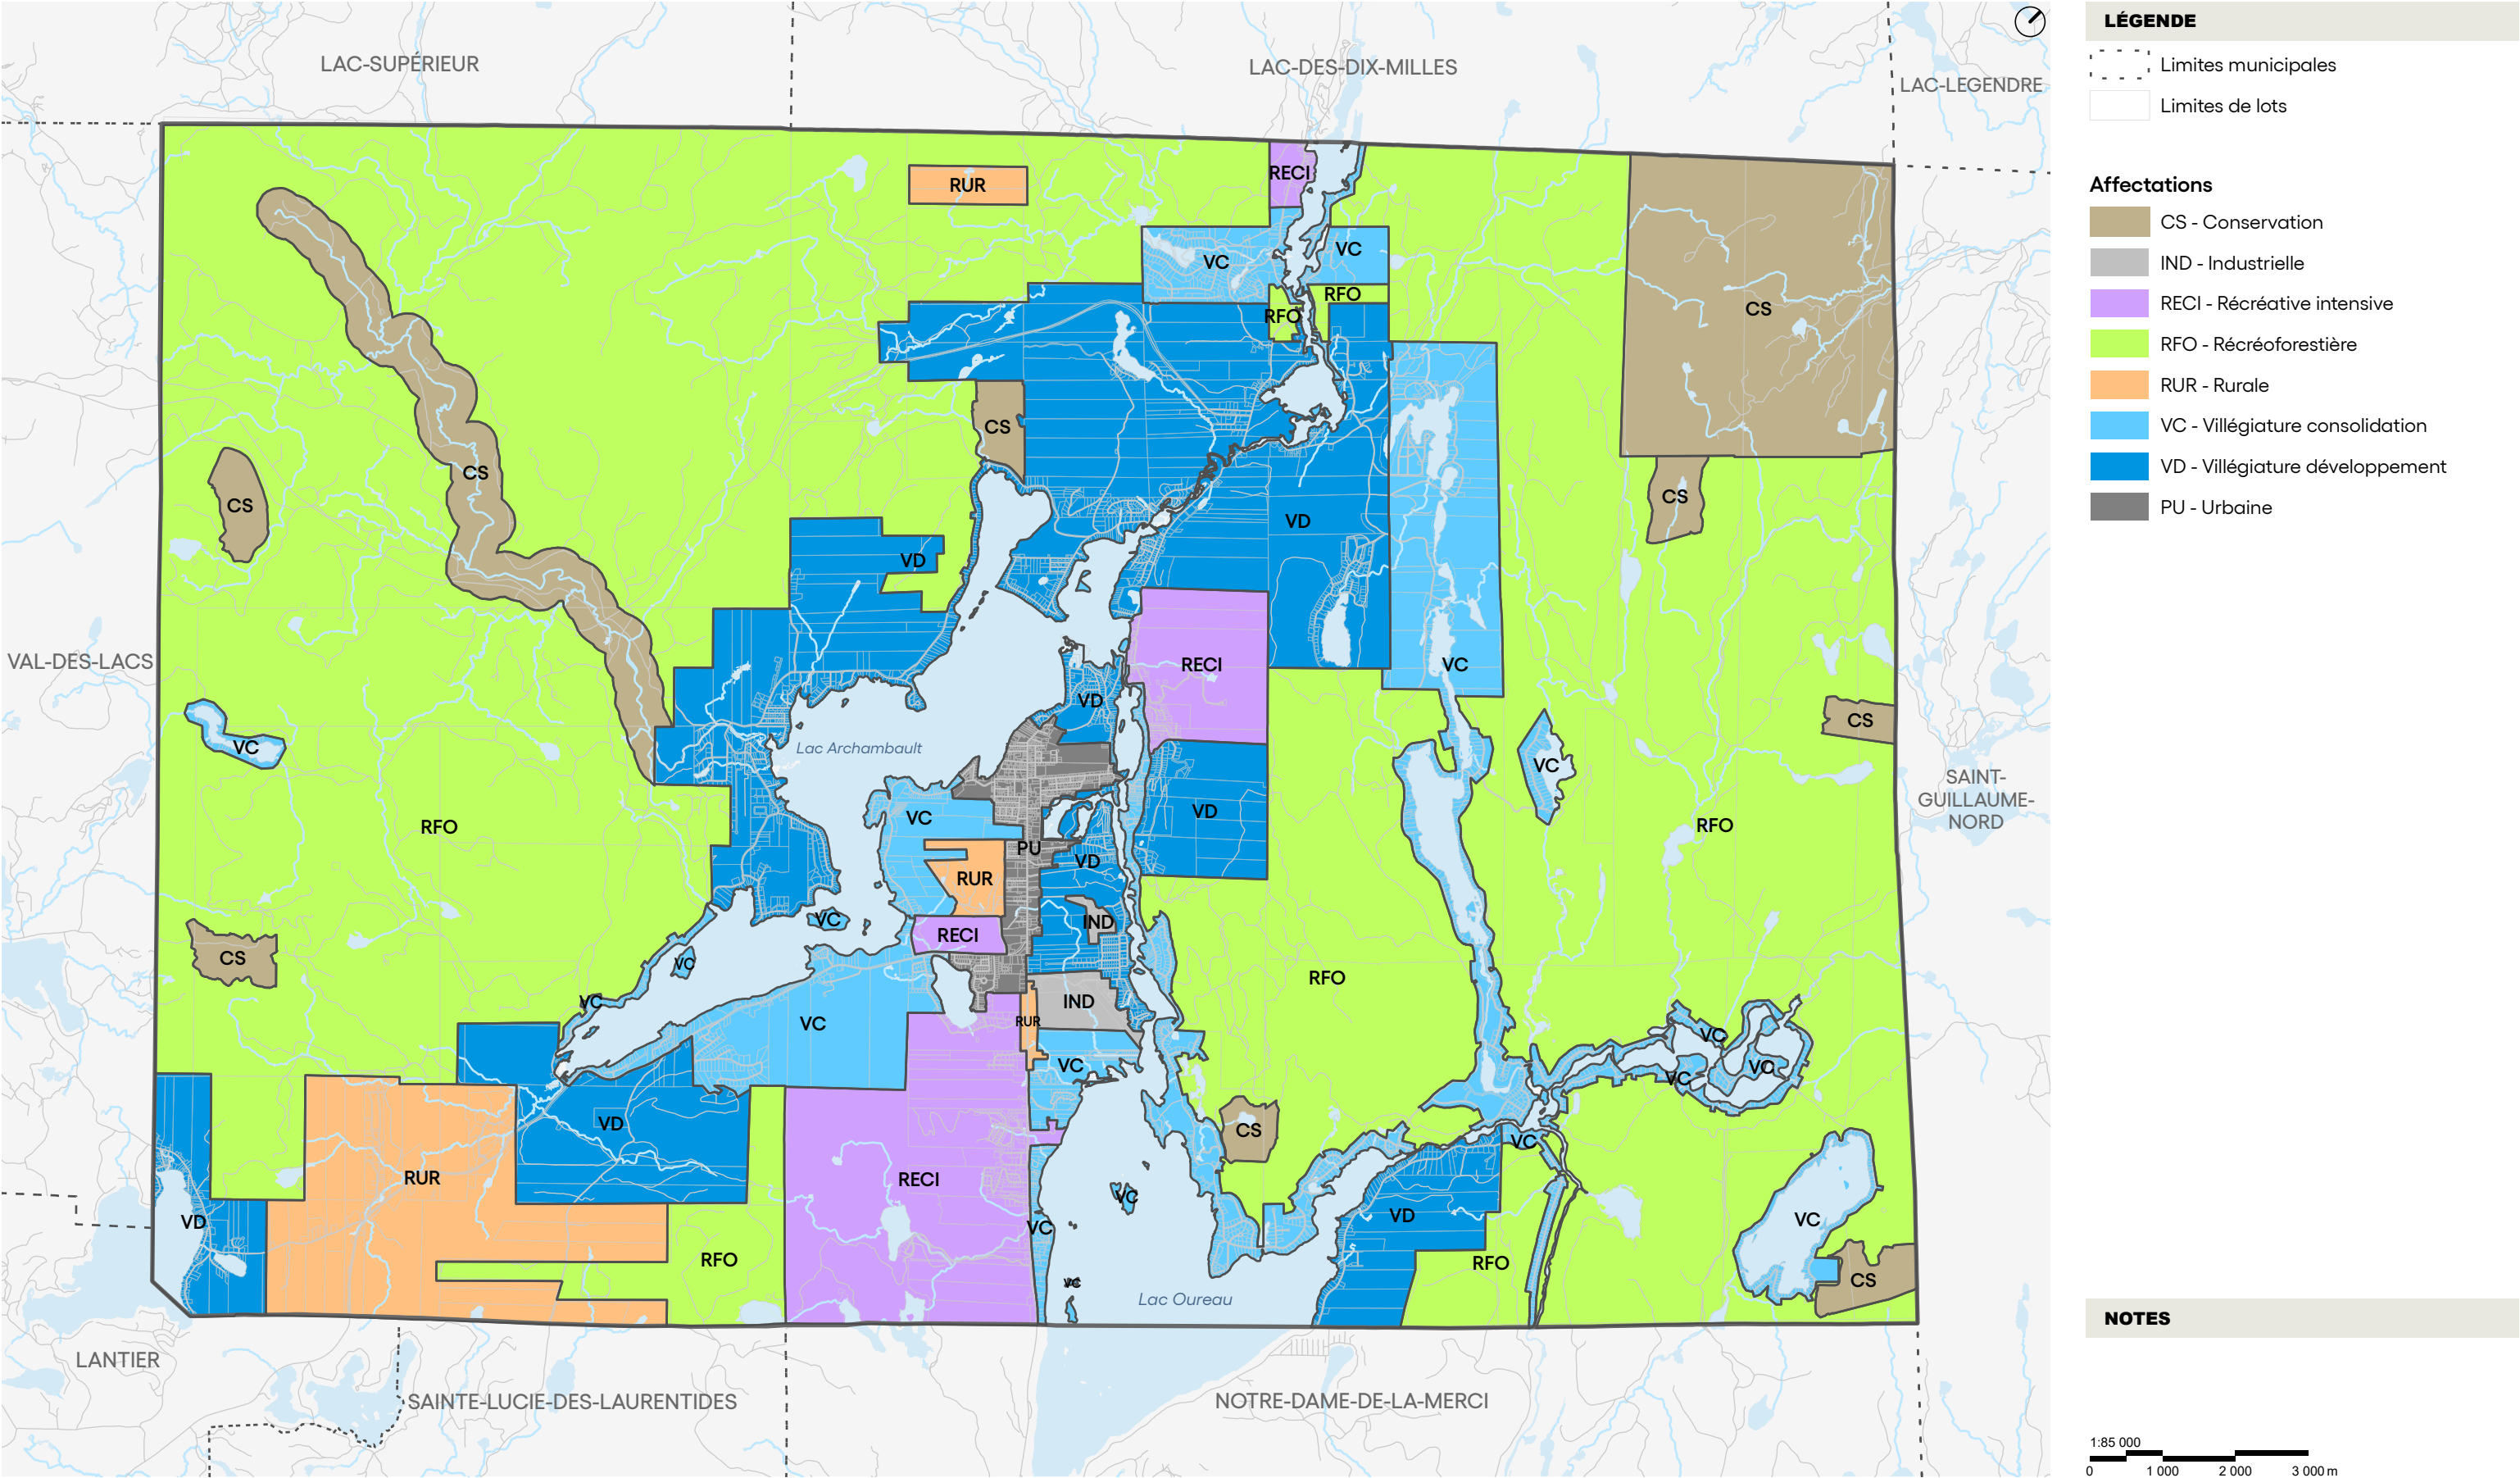 LAC-SUPÉRIEUR
LAC-DES-DIX-MILLES
LAC-LEGENDRE
RECI
RUR
VC
VC
RFO
RFO
CS
CS
CS
CS
CS
VD
VD
RECI
VC
VAL-DES-LACS
VD
CS
VC
Lac Archambault
VC
SAINT-
GUILLAUME-
NORD
VC
VD
RFO
RFO
PU
VD
RUR
VC
IND
RECI
CS
VC
RFO
VC
IND
RUR
VC
VC
VC
VC
VC
VD
CS
RUR
RECI
VC
VC
VD
VC
VD
VC
RFO
RFO
VC
CS
Lac Oureau
LANTIER
SAINTE-LUCIE-DES-LAURENTIDES
NOTRE-DAME-DE-LA-MERCI
LÉGENDE
Limites municipales
Limites de lots
Affectations
CS - Conservation
IND - Industrielle
RECI - Récréative intensive
RFO - Récréoforestière
RUR - Rurale
VC - Villégiature consolidation
VD - Villégiature développement
PU - Urbaine
NOTES
1:85 000
0 1 000 2 000 3 000 m